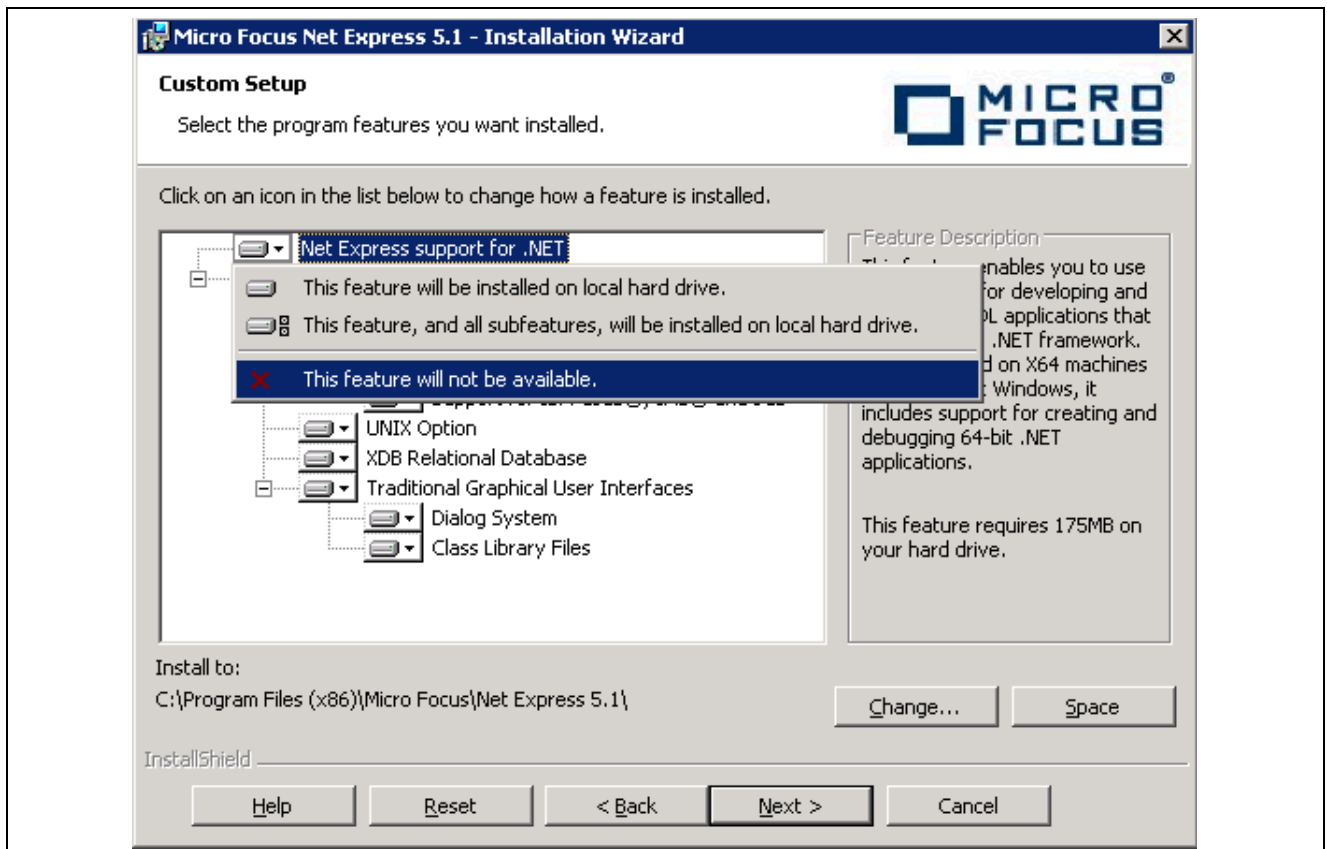 Micro Focus Net Express 5.1 - Installation Wizard
Custom Setup
Select the program features you want installed.
MICRO
FOCUS
®
Click on an icon in the list below to change how a feature is installed.
Net Express support for .NET
This feature will be installed on local hard drive.
This feature, and all subfeatures, will be installed on local hard drive.
This feature will not be available.
UNIX Option
XDB Relational Database
Traditional Graphical User Interfaces
Dialog System
Class Library Files
Feature Description
enables you to use
for developing and
applications that
.NET framework.
on X64 machines
Windows, it
includes support for creating and
debugging 64-bit .NET
applications.
This feature requires 175MB on
your hard drive.
Install to:
C:\Program Files (x86)\Micro Focus\Net Express 5.1\
Change...
Space
InstallShield
Help
Reset
< Back
Next >
Cancel